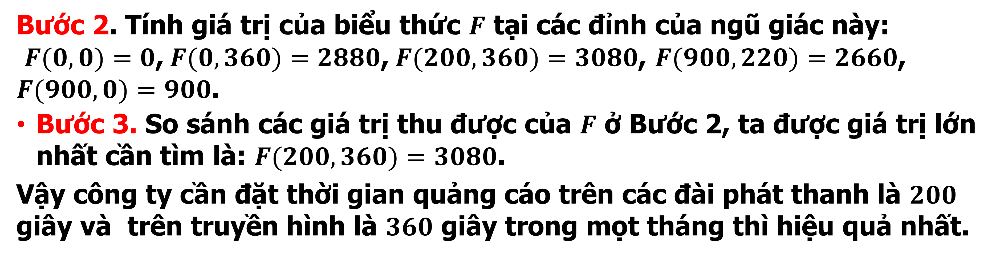 Bước 2. Tính giá trị của biểu thức F tại các đỉnh của ngũ giác này:
F(0, 0) = 0, F(0, 360) = 2880, F(200, 360) = 3080, F(900, 220) = 2660,
F(900, 0) = 900.
• Bước 3. So sánh các giá trị thu được của F ở Bước 2, ta được giá trị lớn
nhất cần tìm là: F(200, 360) = 3080.
Vậy công ty cần đặt thời gian quảng cáo trên các đài phát thanh là 200
giây và trên truyền hình là 360 giây trong mọt tháng thì hiệu quả nhất.